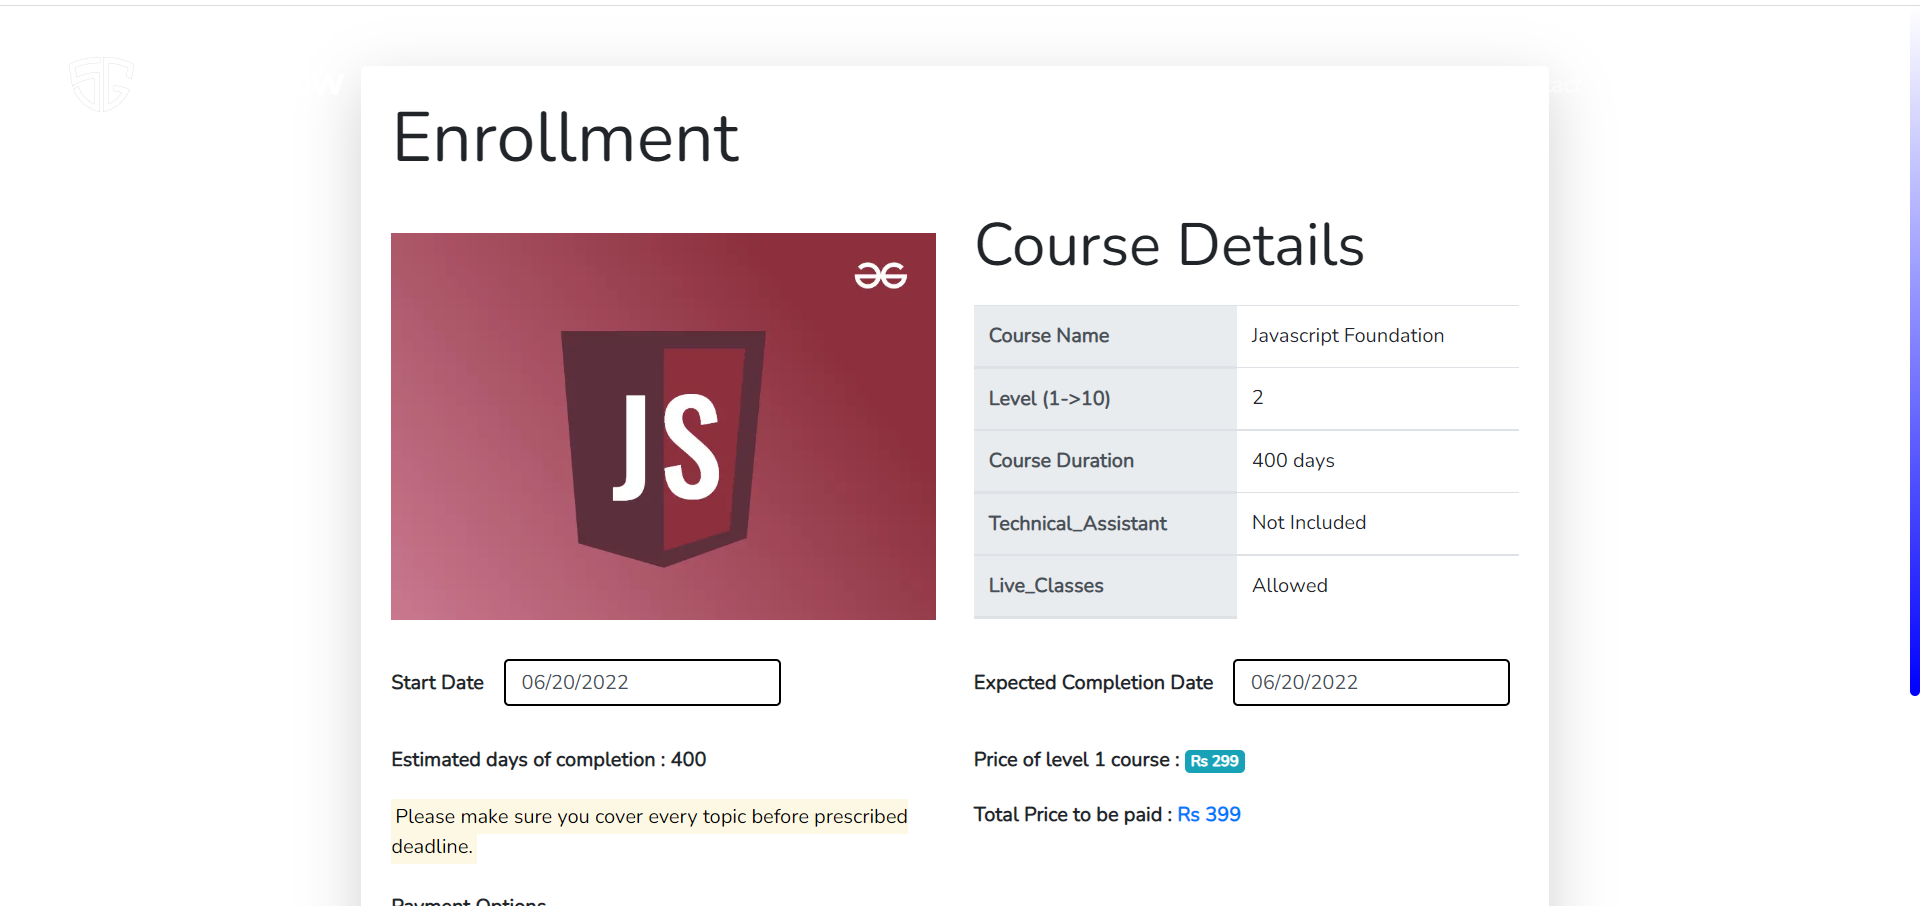 Enrollment
JS
Course Details
Course Name Javascript Foundation
Level (1->10) 2
Course Duration 400 days
Technical_Assistant Not Included
Live_Classes Allowed
Start Date 06/20/2022
Expected Completion Date 06/20/2022
Estimated days of completion : 400
Price of level 1 course : Rs 299
Please make sure you cover every topic before prescribed
deadline.
Total Price to be paid : Rs 399
Payment Options